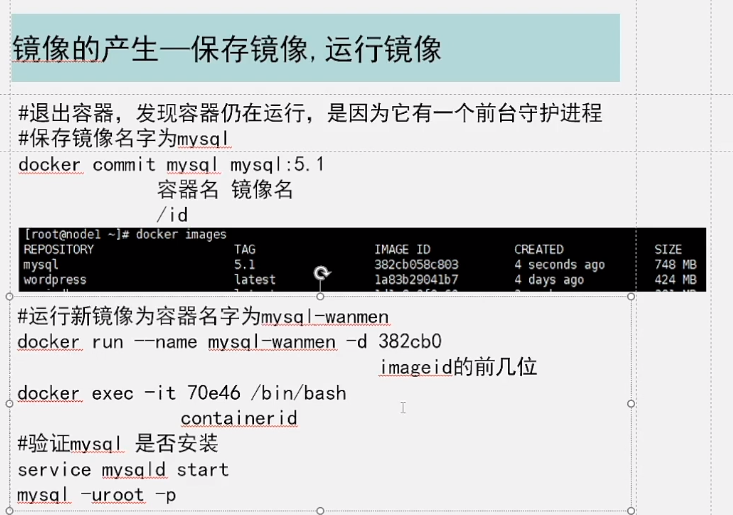 镜像的产生—保存镜像,运行镜像
#退出容器，发现容器仍在运行，是因为它有一个前台守护进程
#保存镜像名字为mysql
docker commit mysql mysql:5.1
容器名 镜像名
/id
[root@node1 ~]# docker images
REPOSITORY TAG IMAGE ID CREATED SIZE
mysql 5.1 382cb058c803 4 seconds ago 748 MB
wordpress latest 1a83b29041b7 4 days ago 424 MB
#运行新镜像为容器名字为mysql-wanmen
docker run --name mysql-wanmen -d 382cb0
imageid的前几位
docker exec -it 70e46 /bin/bash
containerid
#验证mysql 是否安装
service mysqld start
mysql -uroot -p